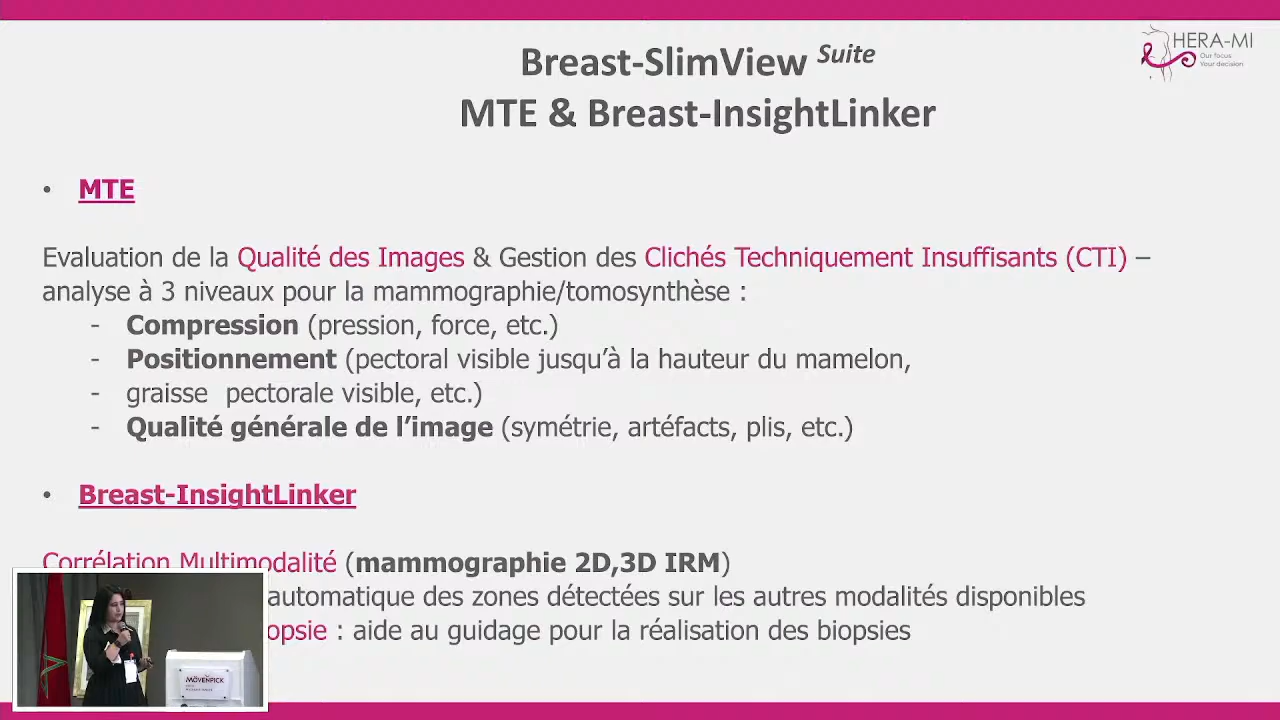 Breast-SlimView Suite
MTE & Breast-InsightLinker
HERA-MI
Our focus
Your decision
• MTE
Evaluation de la Qualité des Images & Gestion des Clichés Techniquement Insuffisants (CTI) –
analyse à 3 niveaux pour la mammographie/tomosynthèse :
- Compression (pression, force, etc.)
- Positionnement (pectoral visible jusqu’à la hauteur du mamelon,
- graisse pectorale visible, etc.)
- Qualité générale de l’image (symétrie, artéfacts, plis, etc.)
• Breast-InsightLinker
Corrélation Multimodalité (mammographie 2D,3D IRM)
automatique des zones détectées sur les autres modalités disponibles
opsie : aide au guidage pour la réalisation des biopsies
MÖVENPICK